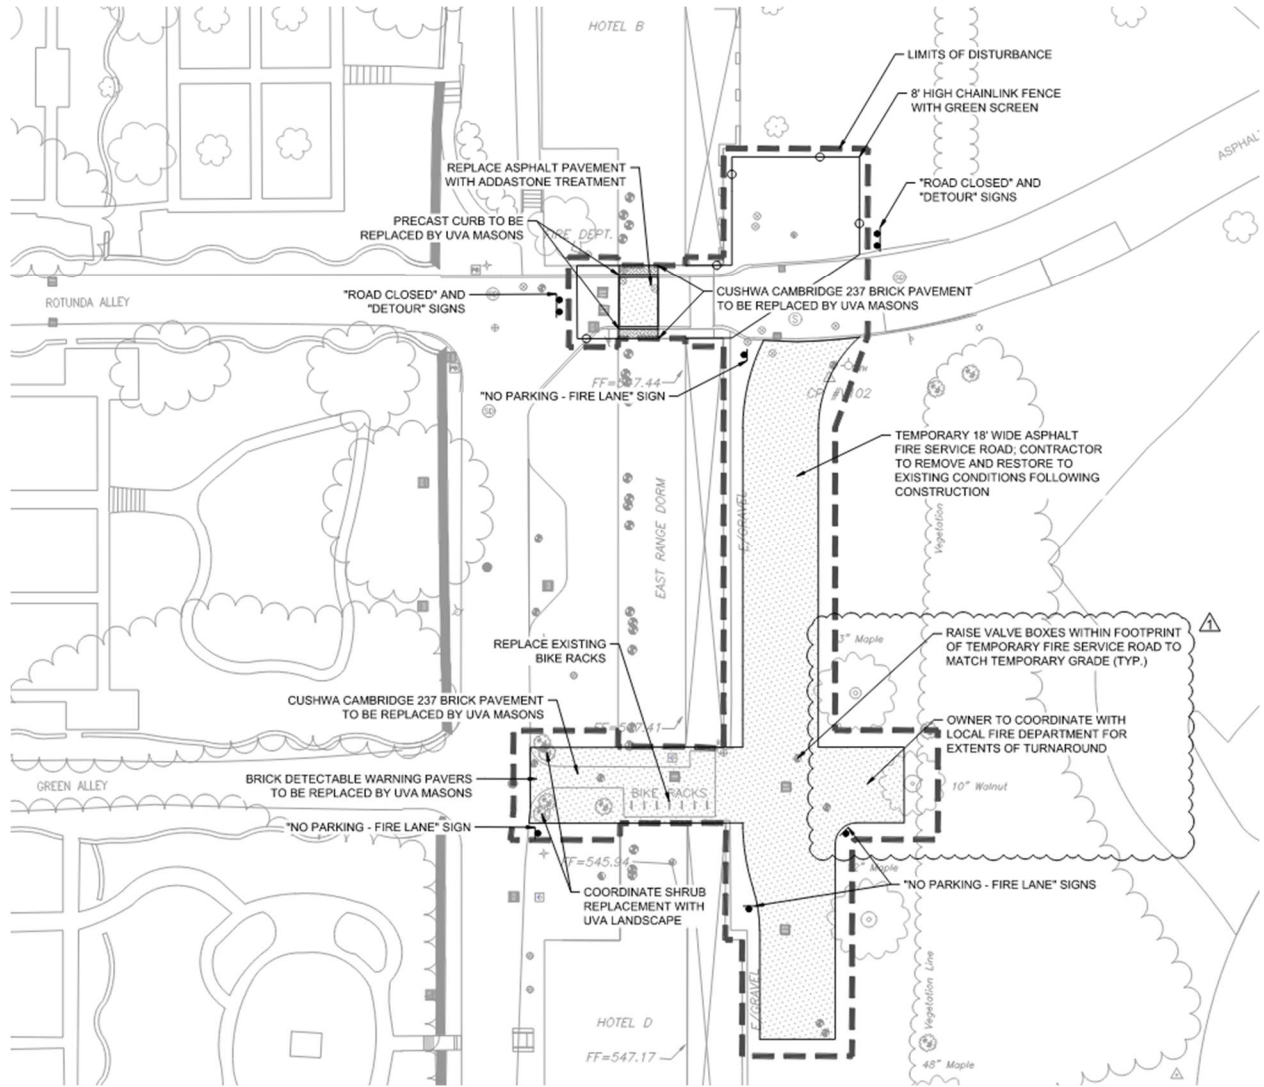 HOTEL B
LIMITS OF DISTURBANCE
8' HIGH CHAINLINK FENCE
WITH GREEN SCREEN
REPLACE ASPHALT PAVEMENT
WITH ADDASTONE TREATMENT
"ROAD CLOSED" AND
"DETOUR" SIGNS
PRECAST CURB TO BE
REPLACED BY UVA MASONS
FIRE DEPT.
ROTUNDA ALLEY
"ROAD CLOSED" AND
"DETOUR" SIGNS
CUSHWA CAMBRIDGE 237 BRICK PAVEMENT
TO BE REPLACED BY UVA MASONS
"NO PARKING - FIRE LANE" SIGN
TEMPORARY 18' WIDE ASPHALT
FIRE SERVICE ROAD; CONTRACTOR
TO REMOVE AND RESTORE TO
EXISTING CONDITIONS FOLLOWING
CONSTRUCTION
E/GRAVEL
EAST RANGE DORM
Vegetation
1
REPLACE EXISTING
BIKE RACKS
3" Maple
RAISE VALVE BOXES WITHIN FOOTPRINT
OF TEMPORARY FIRE SERVICE ROAD TO
MATCH TEMPORARY GRADE (TYP.)
CUSHWA CAMBRIDGE 237 BRICK PAVEMENT
TO BE REPLACED BY UVA MASONS
OWNER TO COORDINATE WITH
LOCAL FIRE DEPARTMENT FOR
EXTENTS OF TURNAROUND
GREEN ALLEY
BRICK DETECTABLE WARNING PAVERS
TO BE REPLACED BY UVA MASONS
BIKE RACKS
10" Walnut
"NO PARKING - FIRE LANE" SIGN
FF=545.94
COORDINATE SHRUB
REPLACEMENT WITH
UVA LANDSCAPE
"NO PARKING - FIRE LANE" SIGNS
E/GRAVEL
Vegetation Line
HOTEL D
FF=547.17
48" Maple